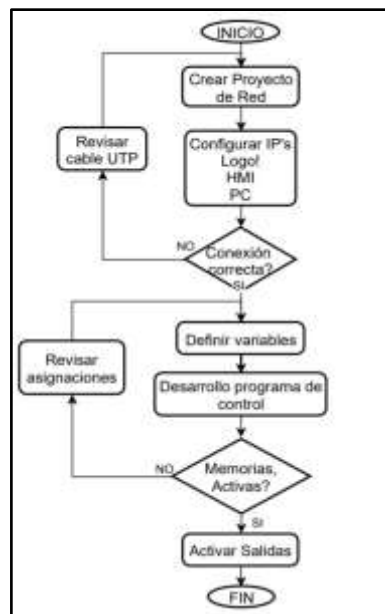 INICIO
Crear Proyecto
de Red
Revisar
cable UTP
Configurar IP's
Logo!
HMI
PC
NO
Conexión
correcta?
SI
Definir variables
Revisar
asignaciones
Desarrollo programa de
control
NO
Memorias,
Activas?
SI
Activar Salidas
FIN